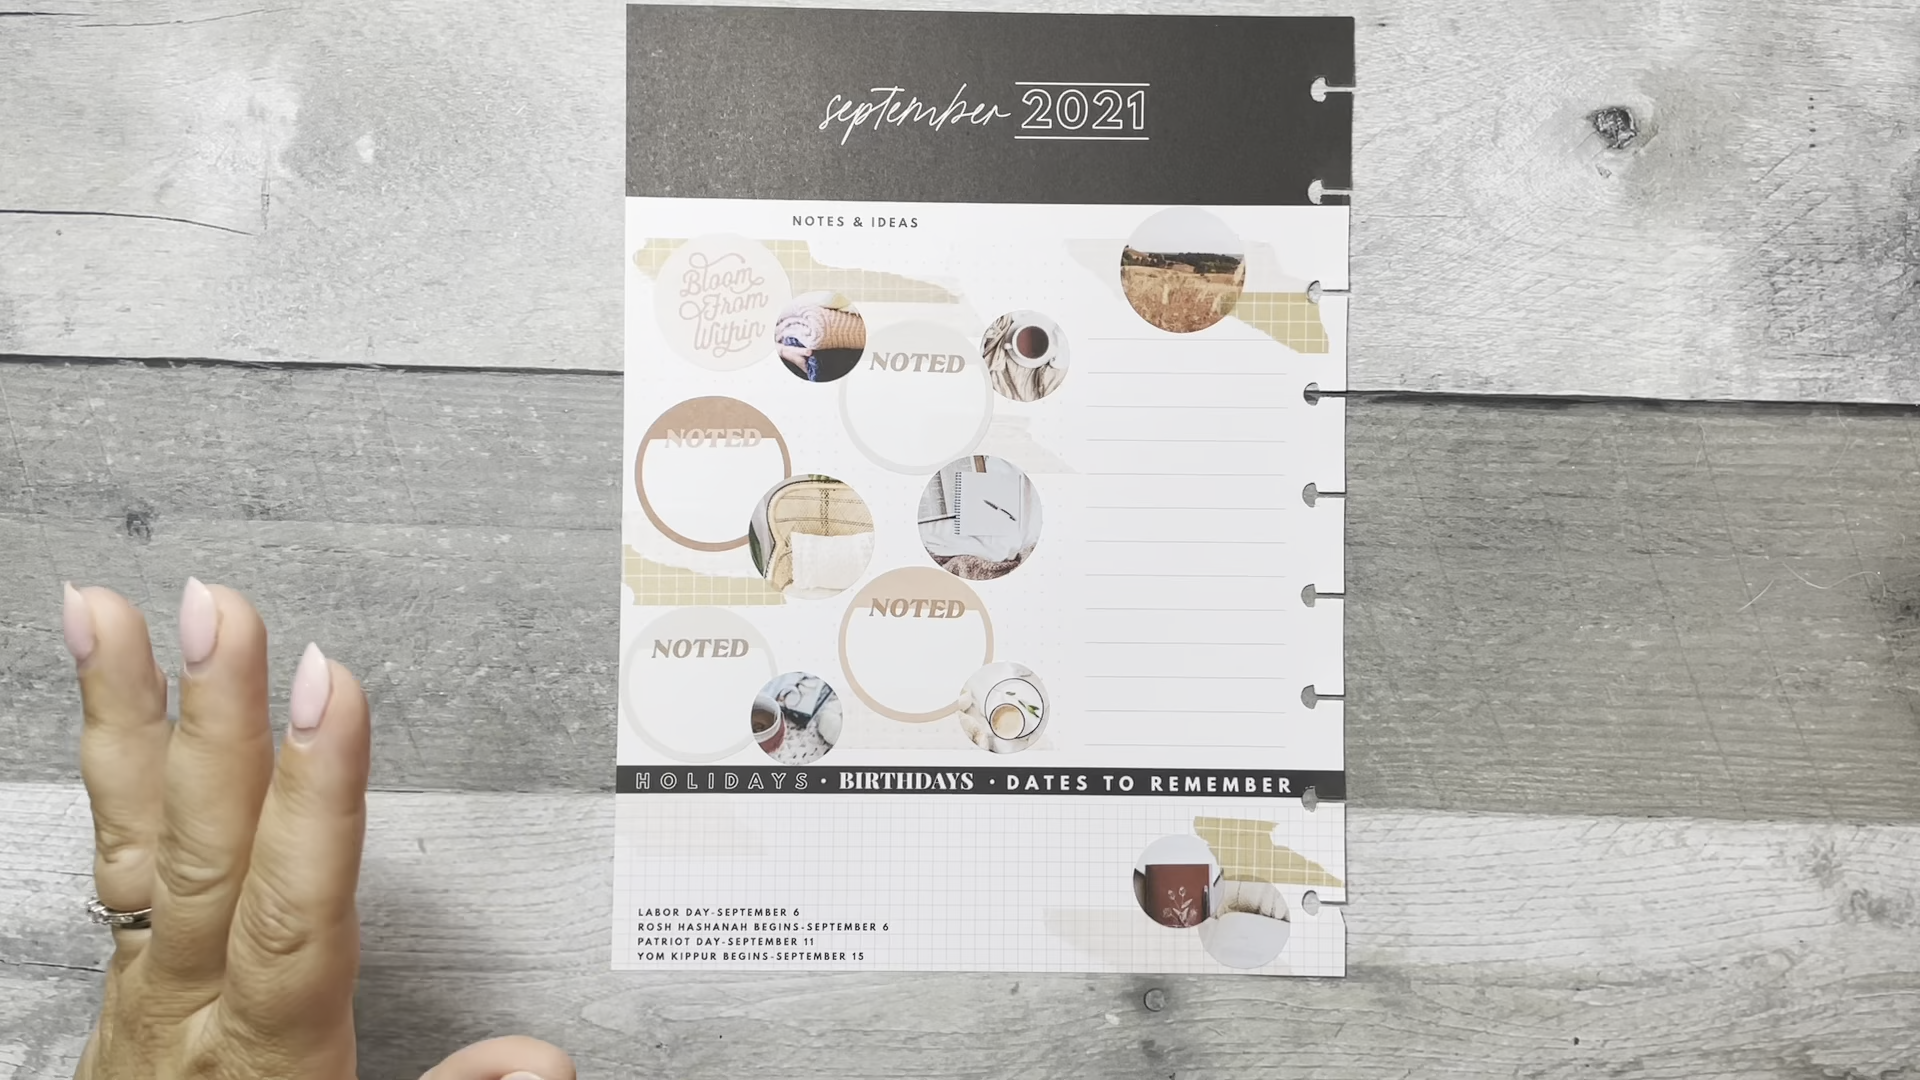 september 2021
NOTES & IDEAS
Bloom
From
Within
NOTED
NOTED
NOTED
NOTED
HOLIDAYS • BIRTHDAYS • DATES TO REMEMBER
LABOR DAY-SEPTEMBER 6
ROSH HASHANAH BEGINS-SEPTEMBER 6
PATRIOT DAY-SEPTEMBER 11
YOM KIPPUR BEGINS-SEPTEMBER 15